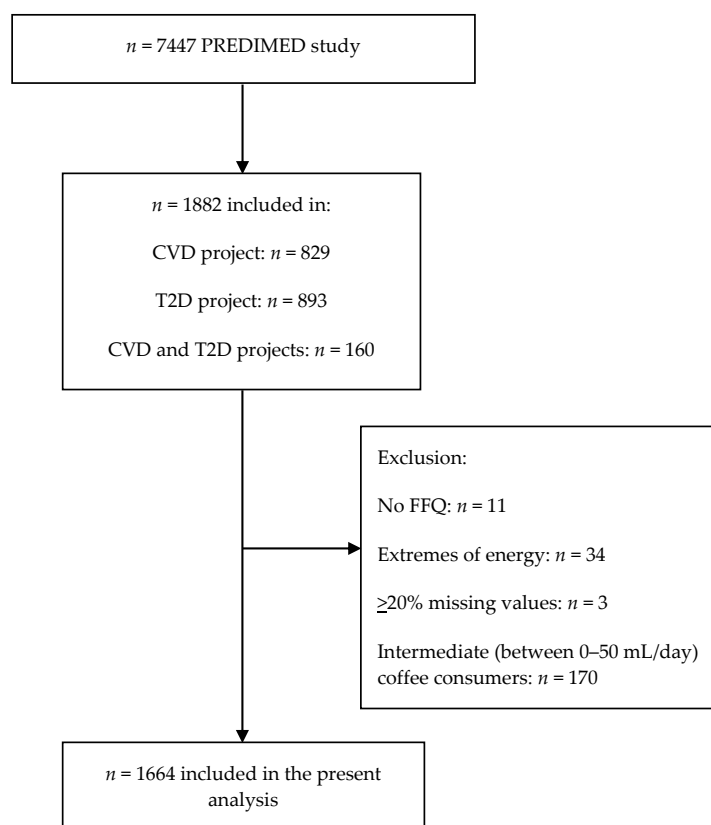 n = 7447 PREDIMED study
n = 1882 included in:
CVD project: n = 829
T2D project: n = 893
CVD and T2D projects: n = 160
Exclusion:
No FFQ: n = 11
Extremes of energy: n = 34
≥20% missing values: n = 3
Intermediate (between 0–50 mL/day)
coffee consumers: n = 170
n = 1664 included in the present
analysis